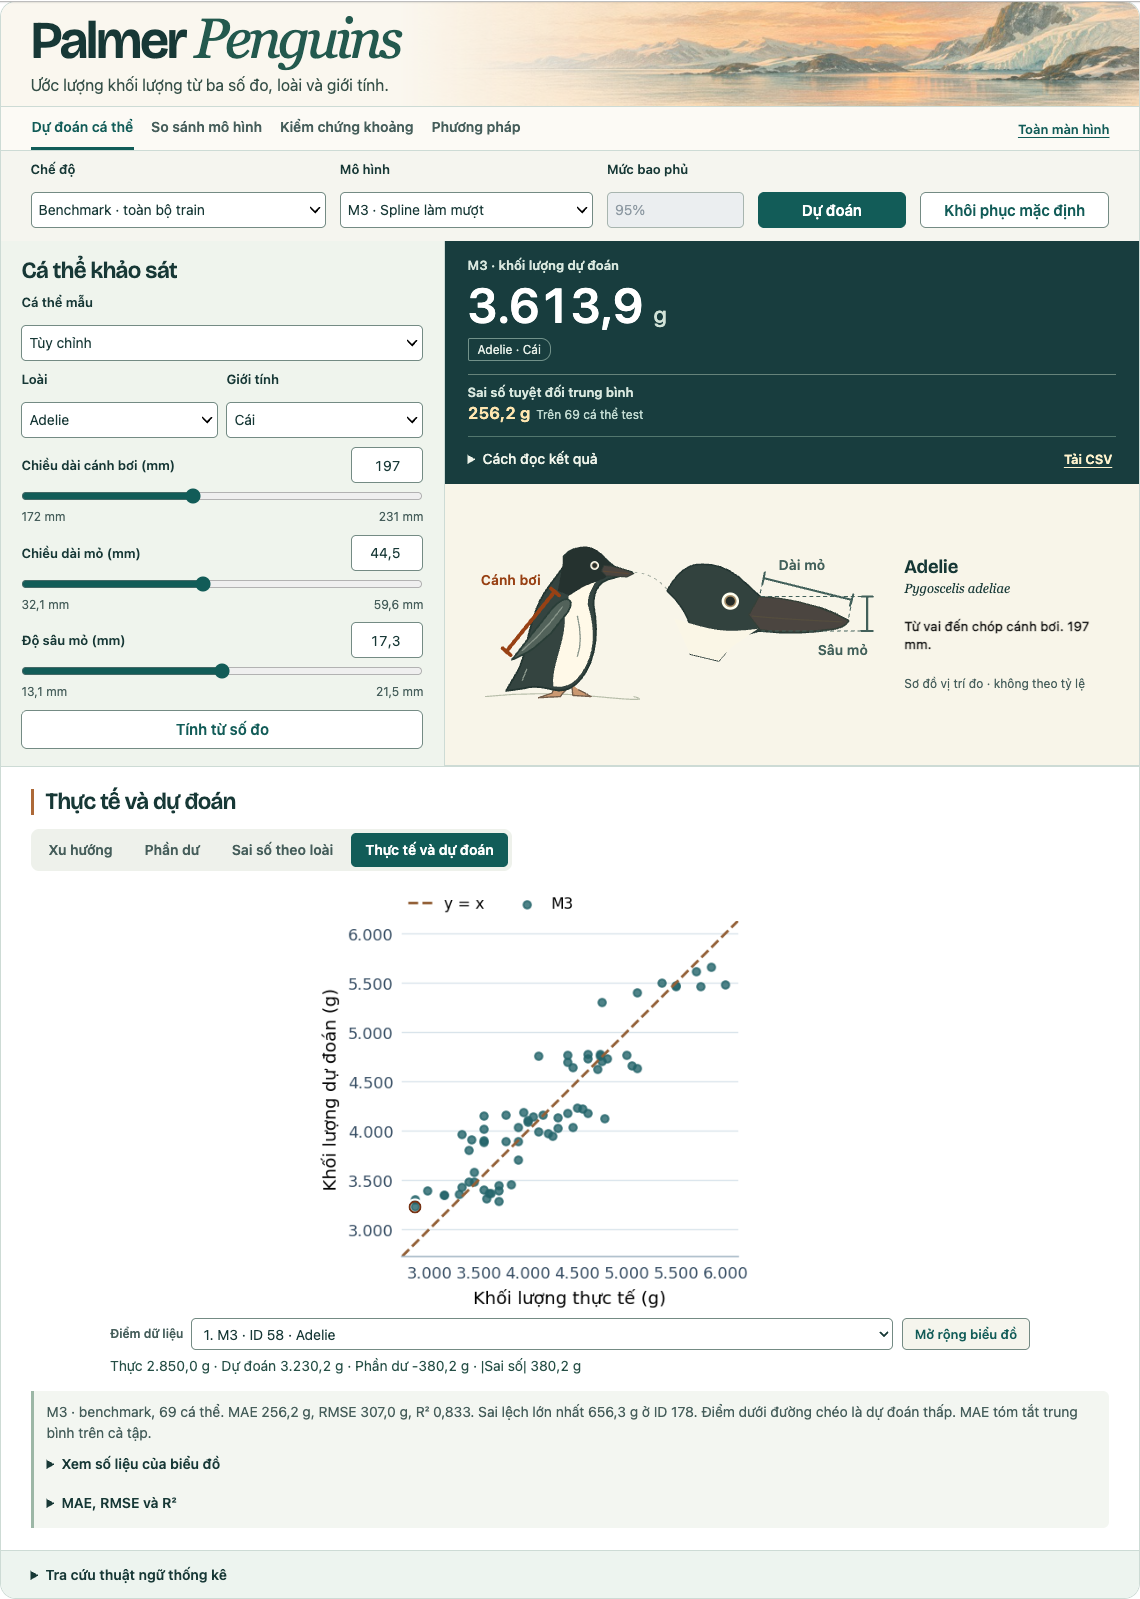 Palmer Penguins
Ước lượng khối lượng từ ba số đo, loài và giới tính.
Dự đoán cá thể
So sánh mô hình
Kiểm chứng khoảng
Phương pháp
Toàn màn hình
Chế độ
Mô hình
Mức bao phủ
Benchmark · toàn bộ train
M3 · Spline làm mượt
95%
Dự đoán
Khôi phục mặc định
Cá thể khảo sát
Cá thể mẫu
Tùy chỉnh
Loài
Giới tính
Adelie
Cái
Chiều dài cánh bơi (mm)
197
172 mm
231 mm
Chiều dài mỏ (mm)
44,5
32,1 mm
59,6 mm
Độ sâu mỏ (mm)
17,3
13,1 mm
21,5 mm
Tính từ số đo
M3 · khối lượng dự đoán
3.613,9 g
Adelie · Cái
Sai số tuyệt đối trung bình
256,2 g Trên 69 cá thể test
Cách đọc kết quả
Tải CSV
Cánh bơi
Dài mỏ
Sâu mỏ
Adelie
Pygoscelis adeliae
Từ vai đến chóp cánh bơi. 197
mm.
Sơ đồ vị trí đo · không theo tỷ lệ
Thực tế và dự đoán
Xu hướng
Phần dư
Sai số theo loài
Thực tế và dự đoán
y = x
M3
Khối lượng dự đoán (g)
6.000
5.500
5.000
4.500
4.000
3.500
3.000
3.000 3.500 4.000 4.500 5.000 5.500 6.000
Khối lượng thực tế (g)
Điểm dữ liệu
1. M3 · ID 58 · Adelie
Mở rộng biểu đồ
Thực 2.850,0 g · Dự đoán 3.230,2 g · Phần dư -380,2 g · |Sai số| 380,2 g
M3 · benchmark, 69 cá thể. MAE 256,2 g, RMSE 307,0 g, R² 0,833. Sai lệch lớn nhất 656,3 g ở ID 178. Điểm dưới đường chéo là dự đoán thấp. MAE tóm tắt trung
bình trên cả tập.
Xem số liệu của biểu đồ
MAE, RMSE và R²
Tra cứu thuật ngữ thống kê